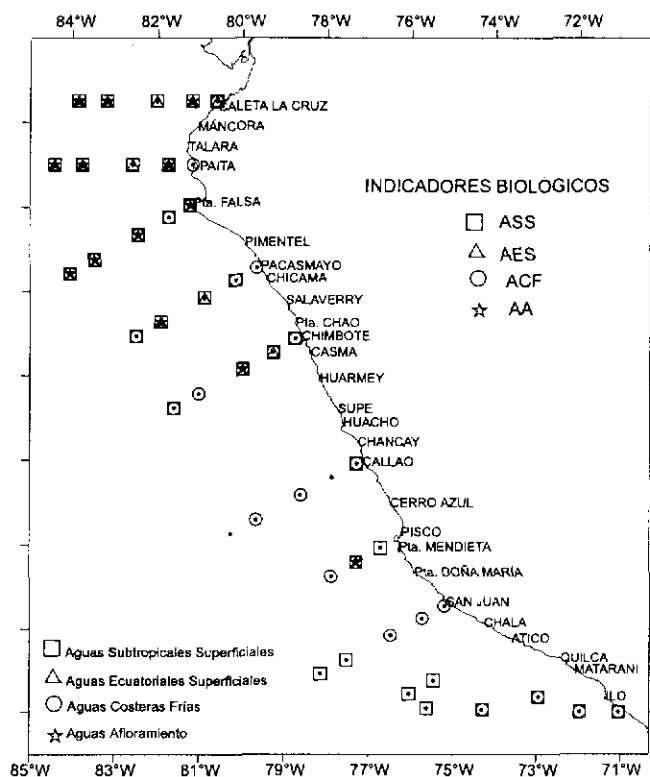 84°W 82°W 80°W 78°W 76°W 74°W 72°W
CALETA LA CRUZ
MÁNCORA
TALARA
PAITA
Pta. FALSA
INDICADORES BIOLÓGICOS
ASS
AES
ACF
AA
PIMENTEL
PACASMAYO
CHICAMA
SALAVERRY
Pta. CHAO
CHIMBOTE
CASMA
HUARMEY
SUPE
HUACHO
CHANCAY
CALLAO
CERRO AZUL
PISCO
Pta. MENDIETA
Pta. DOÑA MARÍA
SAN JUAN
CHALA
ATICO
QUILCA
MATARANI
ILO
Aguas Subtropicales Superficiales
Aguas Ecuatoriales Superficiales
Aguas Costeras Frías
Aguas Afloramiento
85°W 83°W 81°W 79°W 77°W 75°W 73°W 71°W